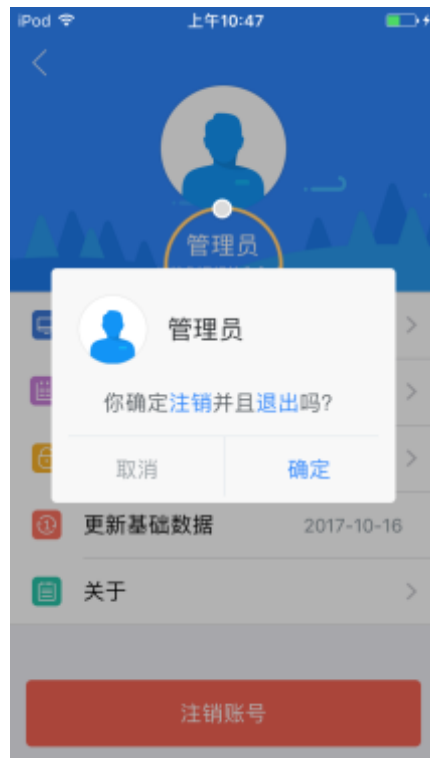 iPod 上午10:47
管理员
管理员
你确定注销并且退出吗?
取消 确定
更新基础数据 2017-10-16
关于
注销账号